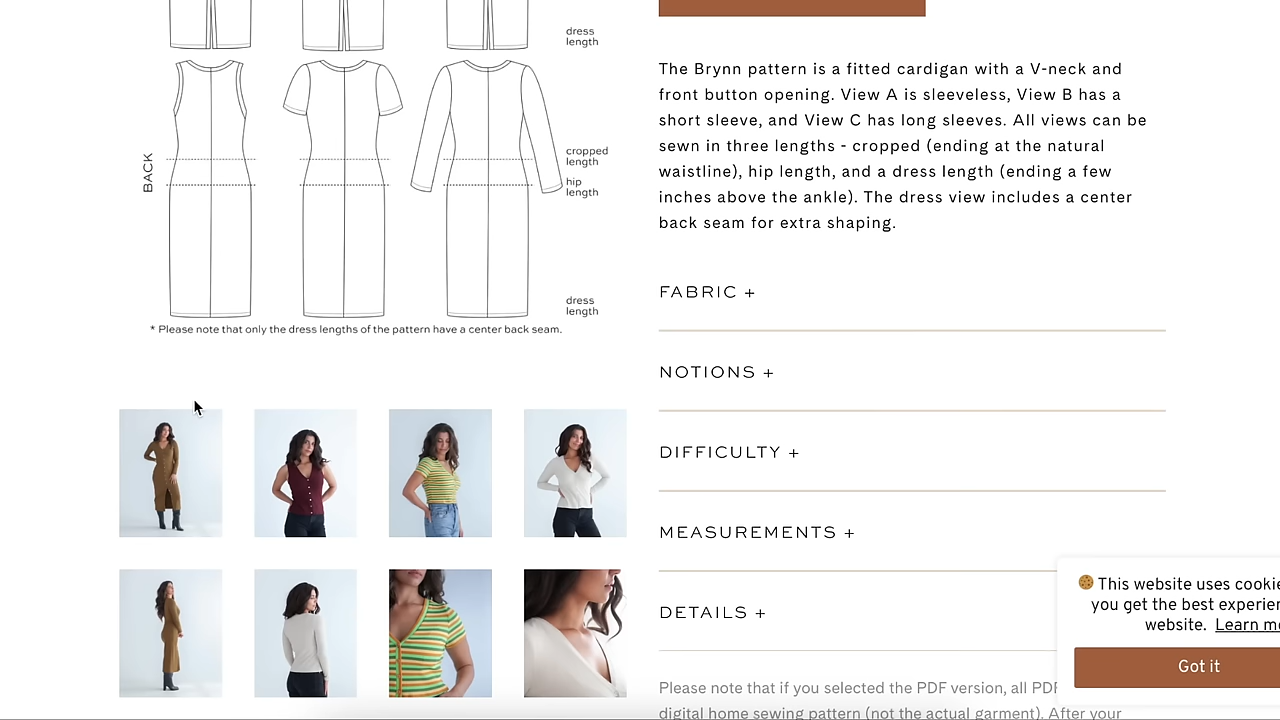 dress
length
BACK
cropped
length
hip
length
dress
length
* Please note that only the dress lengths of the pattern have a center back seam.
The Brynn pattern is a fitted cardigan with a V-neck and
front button opening. View A is sleeveless, View B has a
short sleeve, and View C has long sleeves. All views can be
sewn in three lengths - cropped (ending at the natural
waistline), hip length, and a dress length (ending a few
inches above the ankle). The dress view includes a center
back seam for extra shaping.
FABRIC +
NOTIONS +
DIFFICULTY +
MEASUREMENTS +
DETAILS +
Please note that if you selected the PDF version, all PDF
digital home sewing pattern (not the actual garment). After your
This website uses cookie
you get the best experien
website. Learn mo
Got it